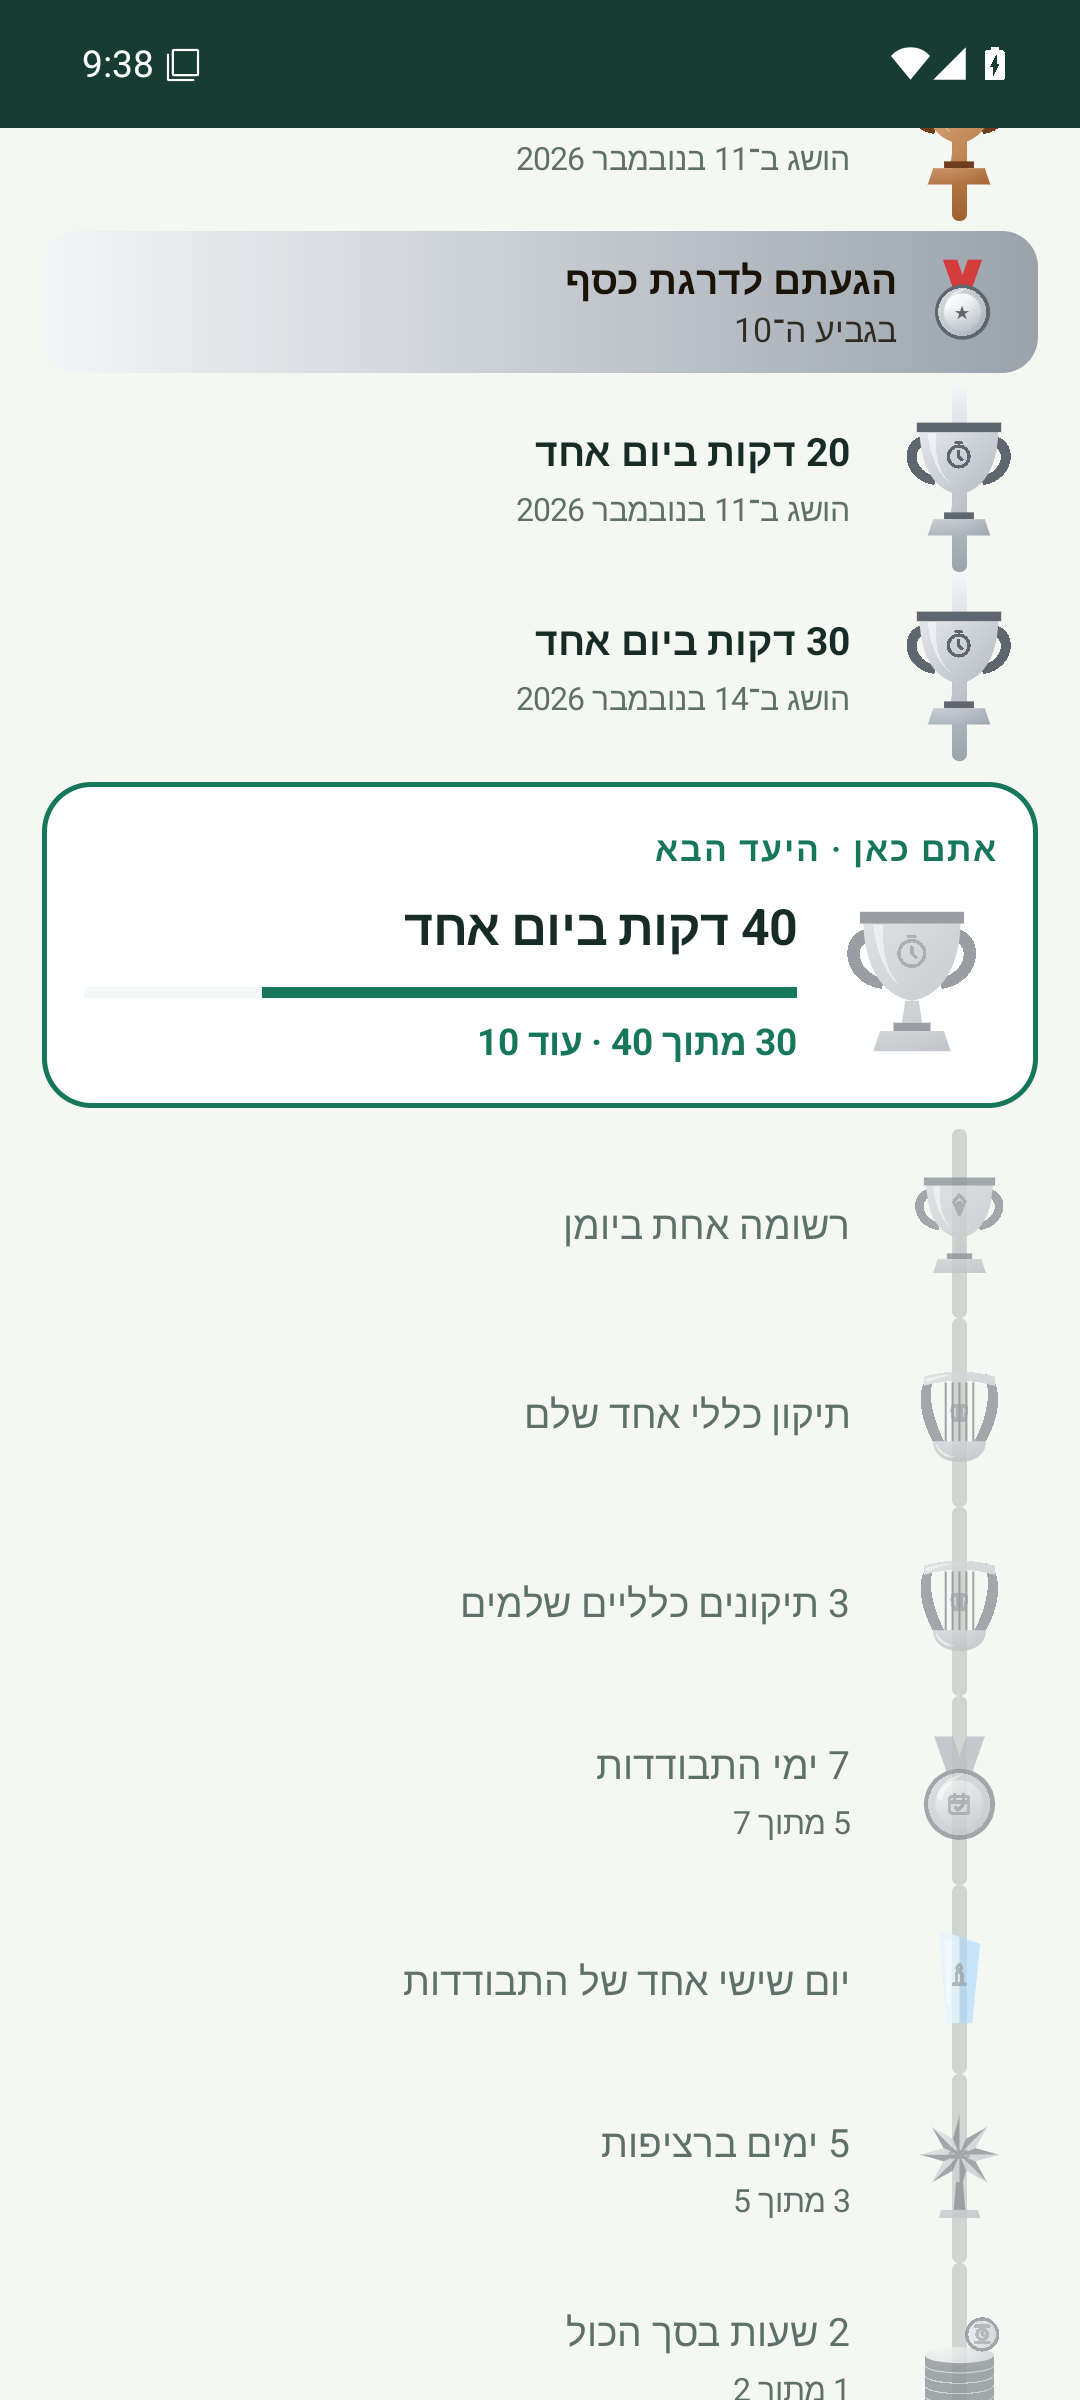 9:38
הושג ב־11 בנובמבר 2026
הגעתם לדרגת כסף
בגביע ה־10
20 דקות ביום אחד
הושג ב־11 בנובמבר 2026
30 דקות ביום אחד
הושג ב־14 בנובמבר 2026
אתם כאן · היעד הבא
40 דקות ביום אחד
30 מתוך 40 · עוד 10
רשומה אחת ביומן
תיקון כללי אחד שלם
3 תיקונים כלליים שלמים
7 ימי התבודדות
5 מתוך 7
יום שישי אחד של התבודדות
5 ימים ברציפות
3 מתוך 5
2 שעות בסך הכול
1 מתוך 2